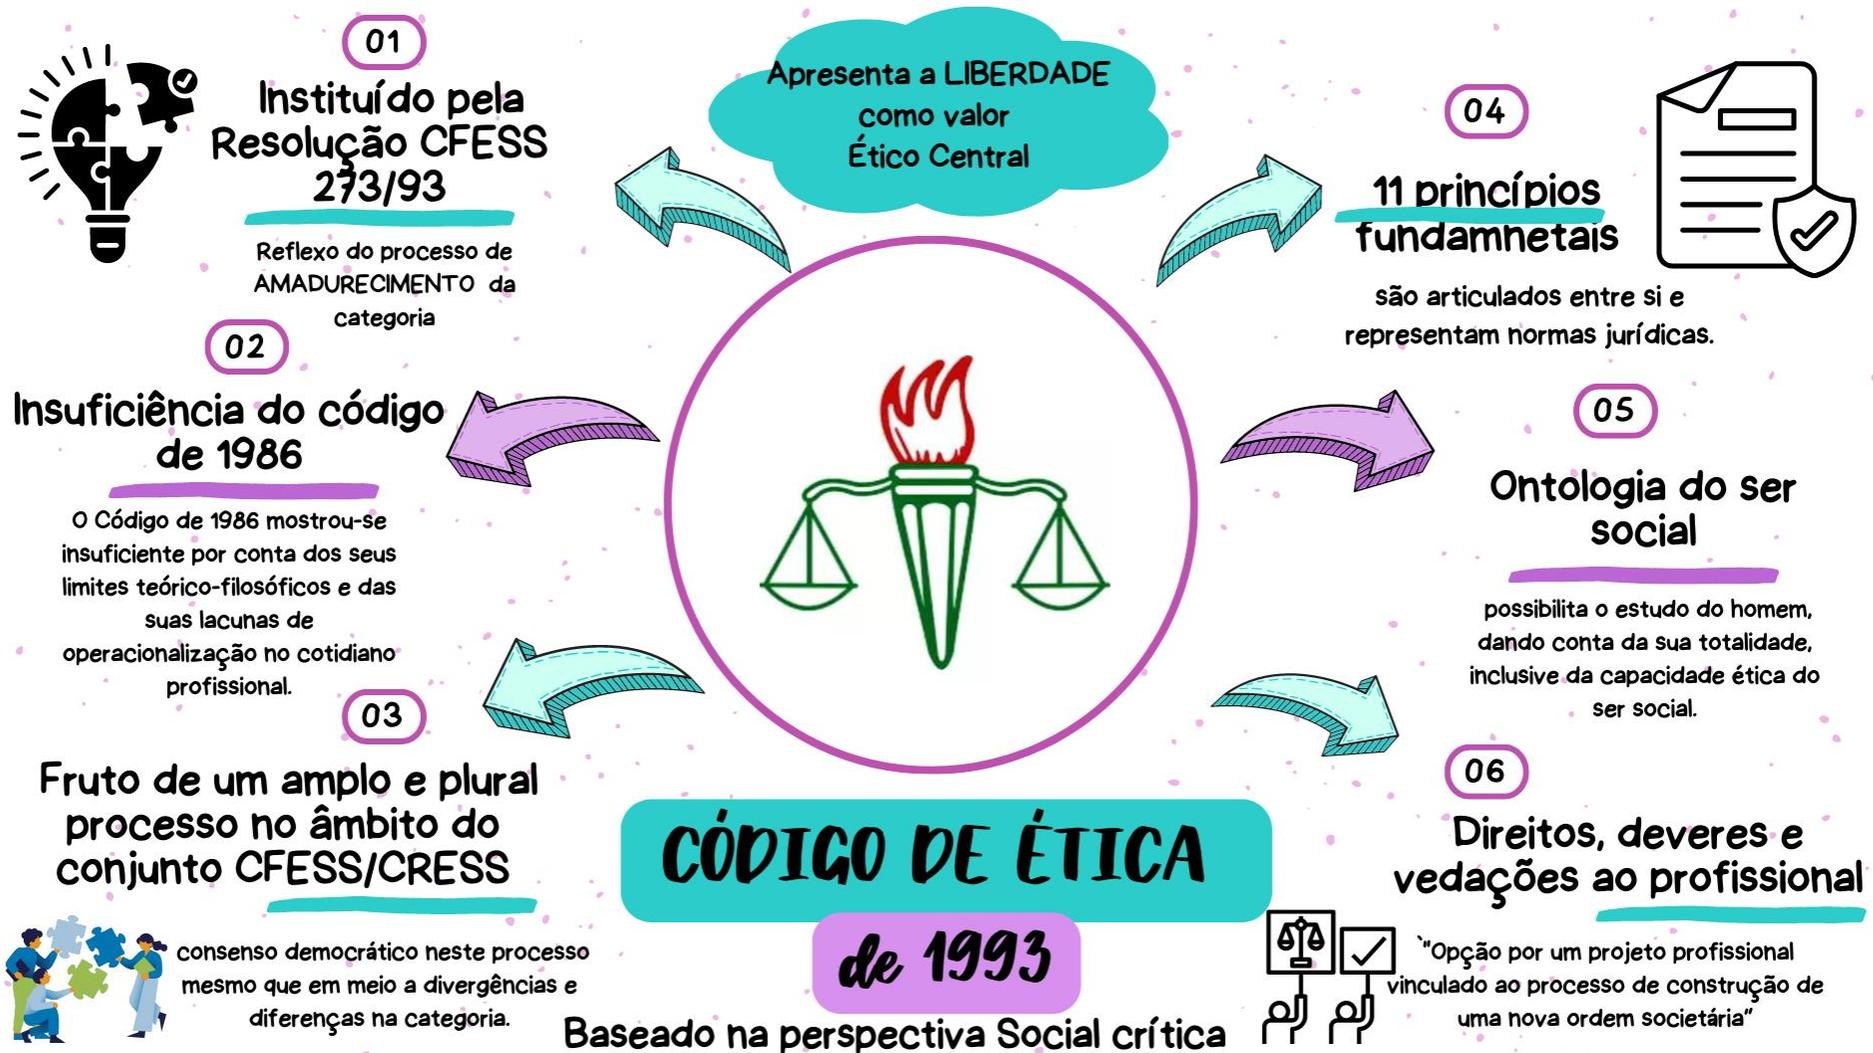 01
Instituído pela
Resolução CFESS
273/93
Reflexo do processo de
AMADURECIMENTO da
categoria
02
Insuficiência do código
de 1986
O Código de 1986 mostrou-se
insuficiente por conta dos seus
limites teórico-filosóficos e das
suas lacunas de
operacionalização no cotidiano
profissional.
03
Fruto de um amplo e plural
processo no âmbito do
conjunto CFESS/CRESS
consenso democrático neste processo
mesmo que em meio a divergências e
diferenças na categoria.
Apresenta a LIBERDADE
como valor
Ético Central
CÓDIGO DE ÉTICA
de 1993
Baseado na perspectiva Social crítica
04
11 princípios
fundamnetais
são articulados entre si e
representam normas jurídicas.
05
Ontologia do ser
social
possibilita o estudo do homem,
dando conta da sua totalidade,
inclusive da capacidade ética do
ser social.
06
Direitos, deveres e
vedações ao profissional
`"Opção por um projeto profissional
vinculado ao processo de construção de
uma nova ordem societária"